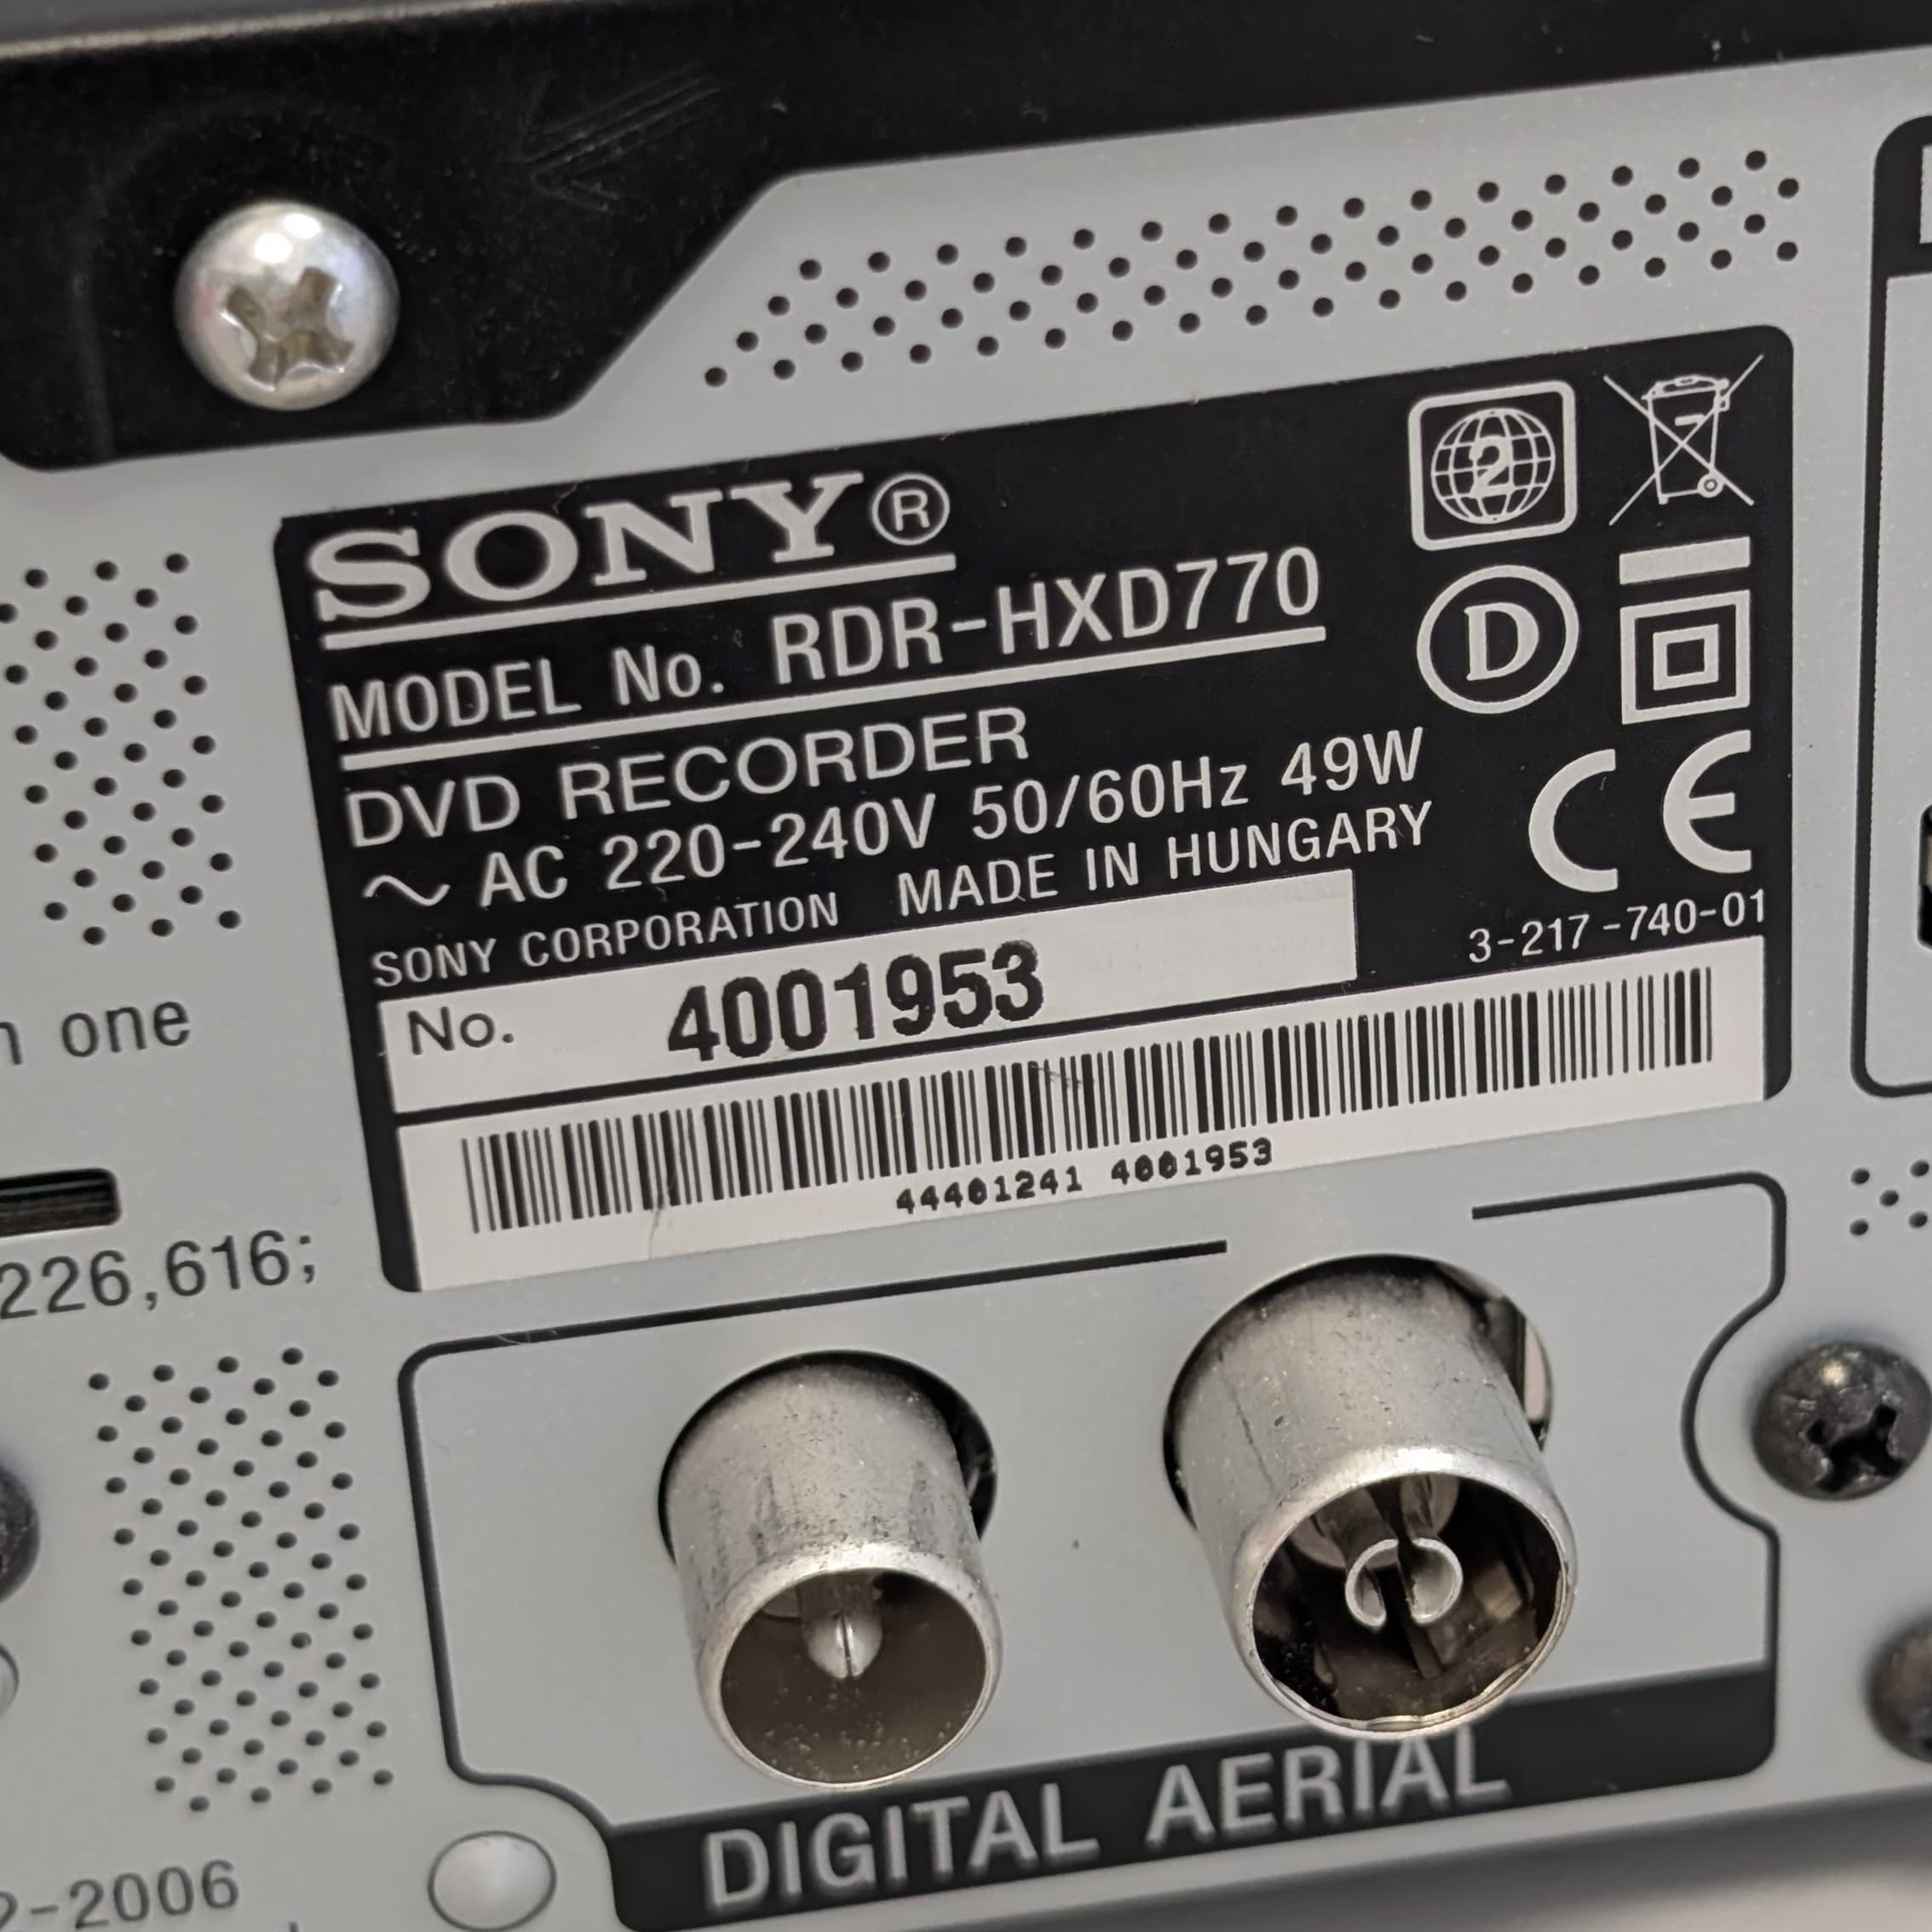 SONY®
2
MODEL No. RDR-HXD770
D
DVD RECORDER
~ AC 220-240V 50/60Hz 49W
CE
SONY CORPORATION MADE IN HUNGARY
3-217-740-01
No. 4001953
44401241 4001953
one
226,616;
DIGITAL AERIAL
-2006